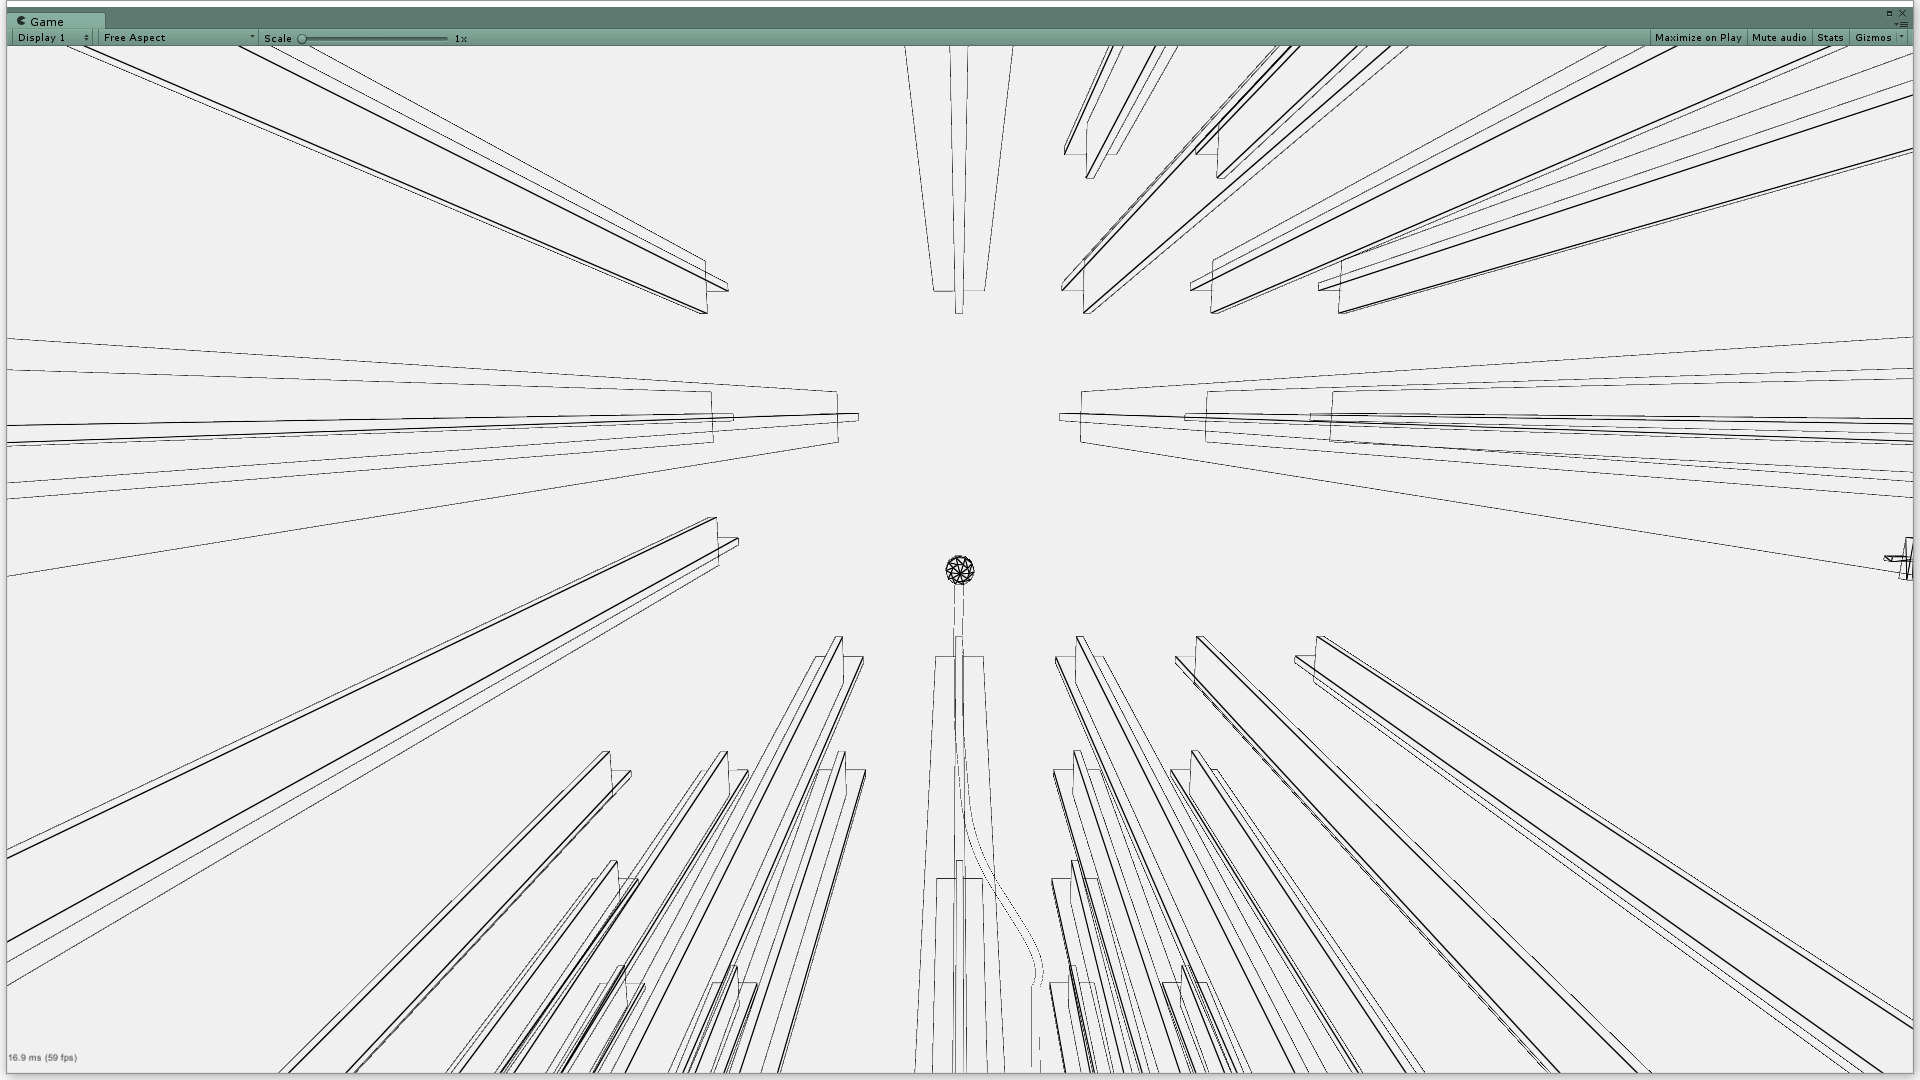 Game
Display 1 Free Aspect Scale 1x Maximize on Play Mute audio Stats Gizmos
16.9 ms (59 fps)